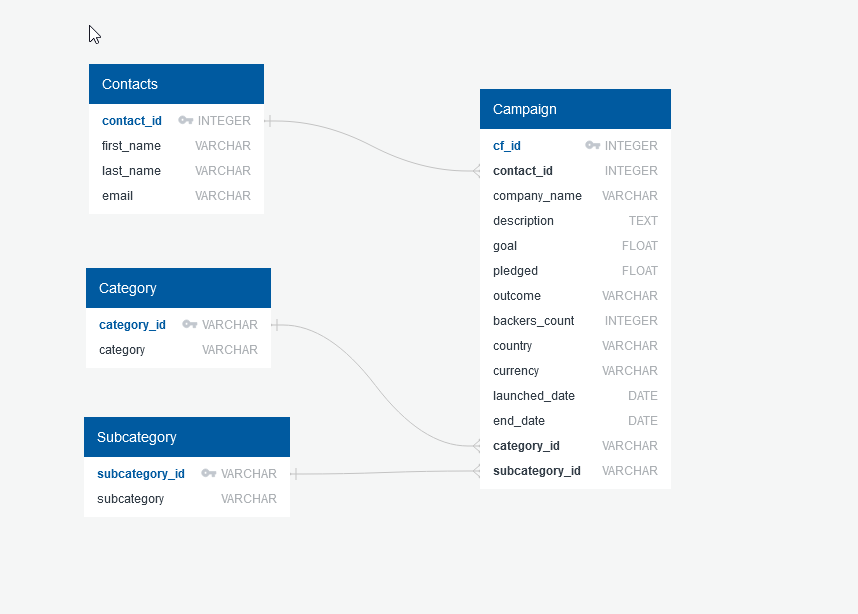 Contacts
contact_id INTEGER
first_name VARCHAR
last_name VARCHAR
email VARCHAR
Category
category_id VARCHAR
category VARCHAR
Subcategory
subcategory_id VARCHAR
subcategory VARCHAR
Campaign
cf_id INTEGER
contact_id INTEGER
company_name VARCHAR
description TEXT
goal FLOAT
pledged FLOAT
outcome VARCHAR
backers_count INTEGER
country VARCHAR
currency VARCHAR
launched_date DATE
end_date DATE
category_id VARCHAR
subcategory_id VARCHAR